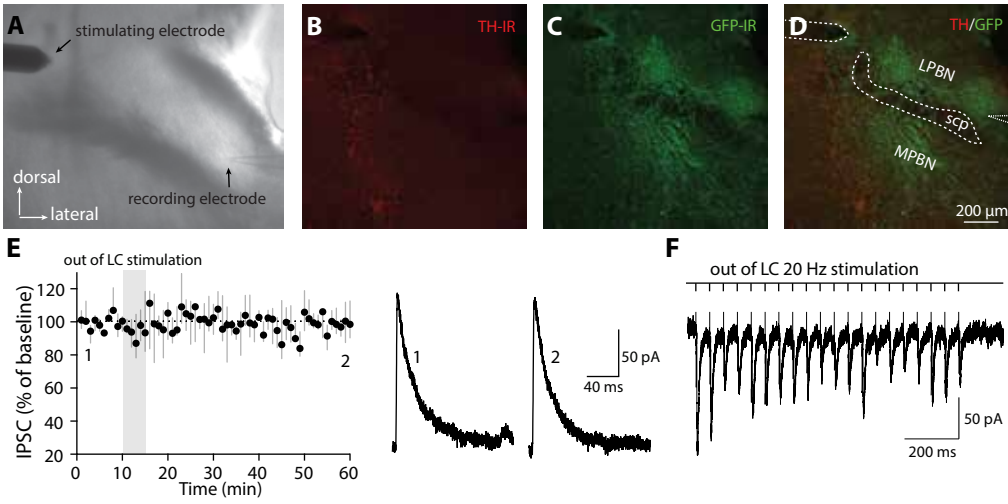 A
stimulating electrode
dorsal
lateral
recording electrode
B
TH-IR
C
GFP-IR
D
TH/GFP
LPBN
scp
MPBN
200 µm
E
out of LC stimulation
IPSC (% of baseline)
120
100
80
60
40
20
0
10
20
30
40
50
60
Time (min)
1
2
1
2
50 pA
40 ms
F
out of LC 20 Hz stimulation
50 pA
200 ms